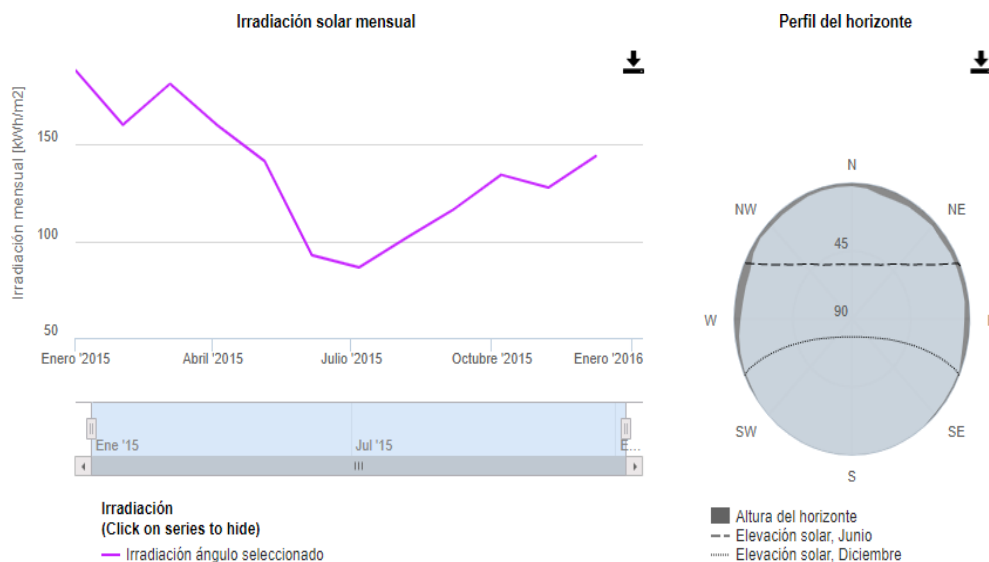 Irradiación solar mensual
Irradiación mensual [kWh/m2]
150
100
50
Enero '2015
Abril '2015
Julio '2015
Octubre '2015
Enero '2016
Ene '15
Jul '15
E...
Irradiación
(Click on series to hide)
Irradiación ángulo seleccionado
Perfil del horizonte
N
NW
NE
45
90
W
SW
SE
S
Altura del horizonte
Elevación solar, Junio
Elevación solar, Diciembre